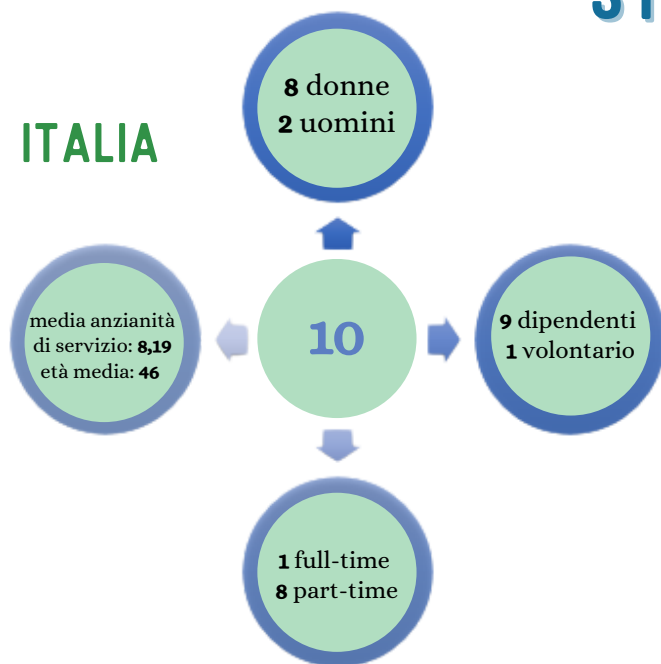 8 donne
2 uomini
ITALIA
media anzianità
di servizio: 8,19
età media: 46
10
9 dipendenti
1 volontario
1 full-time
8 part-time